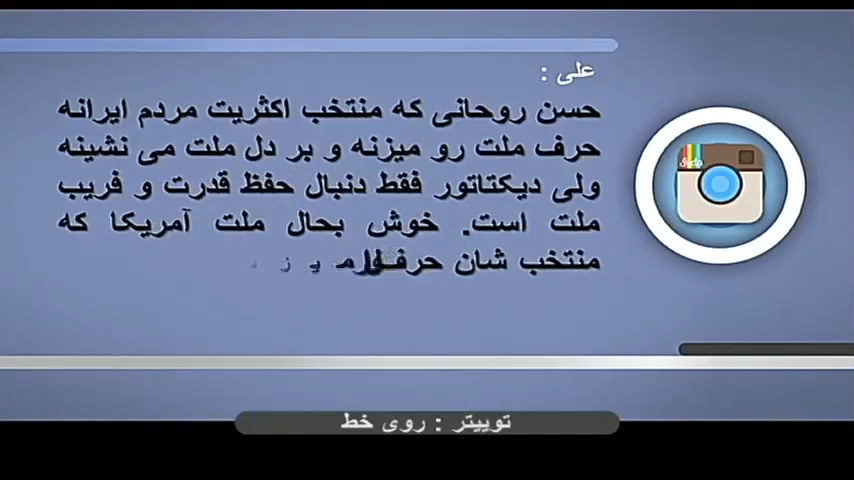 علی :
حسن روحانی که منتخب اکثریت مردم ایرانه
حرف ملت رو میزنه و بر دل ملت می نشینه
ولی دیکتاتور فقط دنبال حفظ قدرت و فریب
ملت است. خوش بحال ملت آمریکا که
منتخب شان حرف
توییتر : روی خط